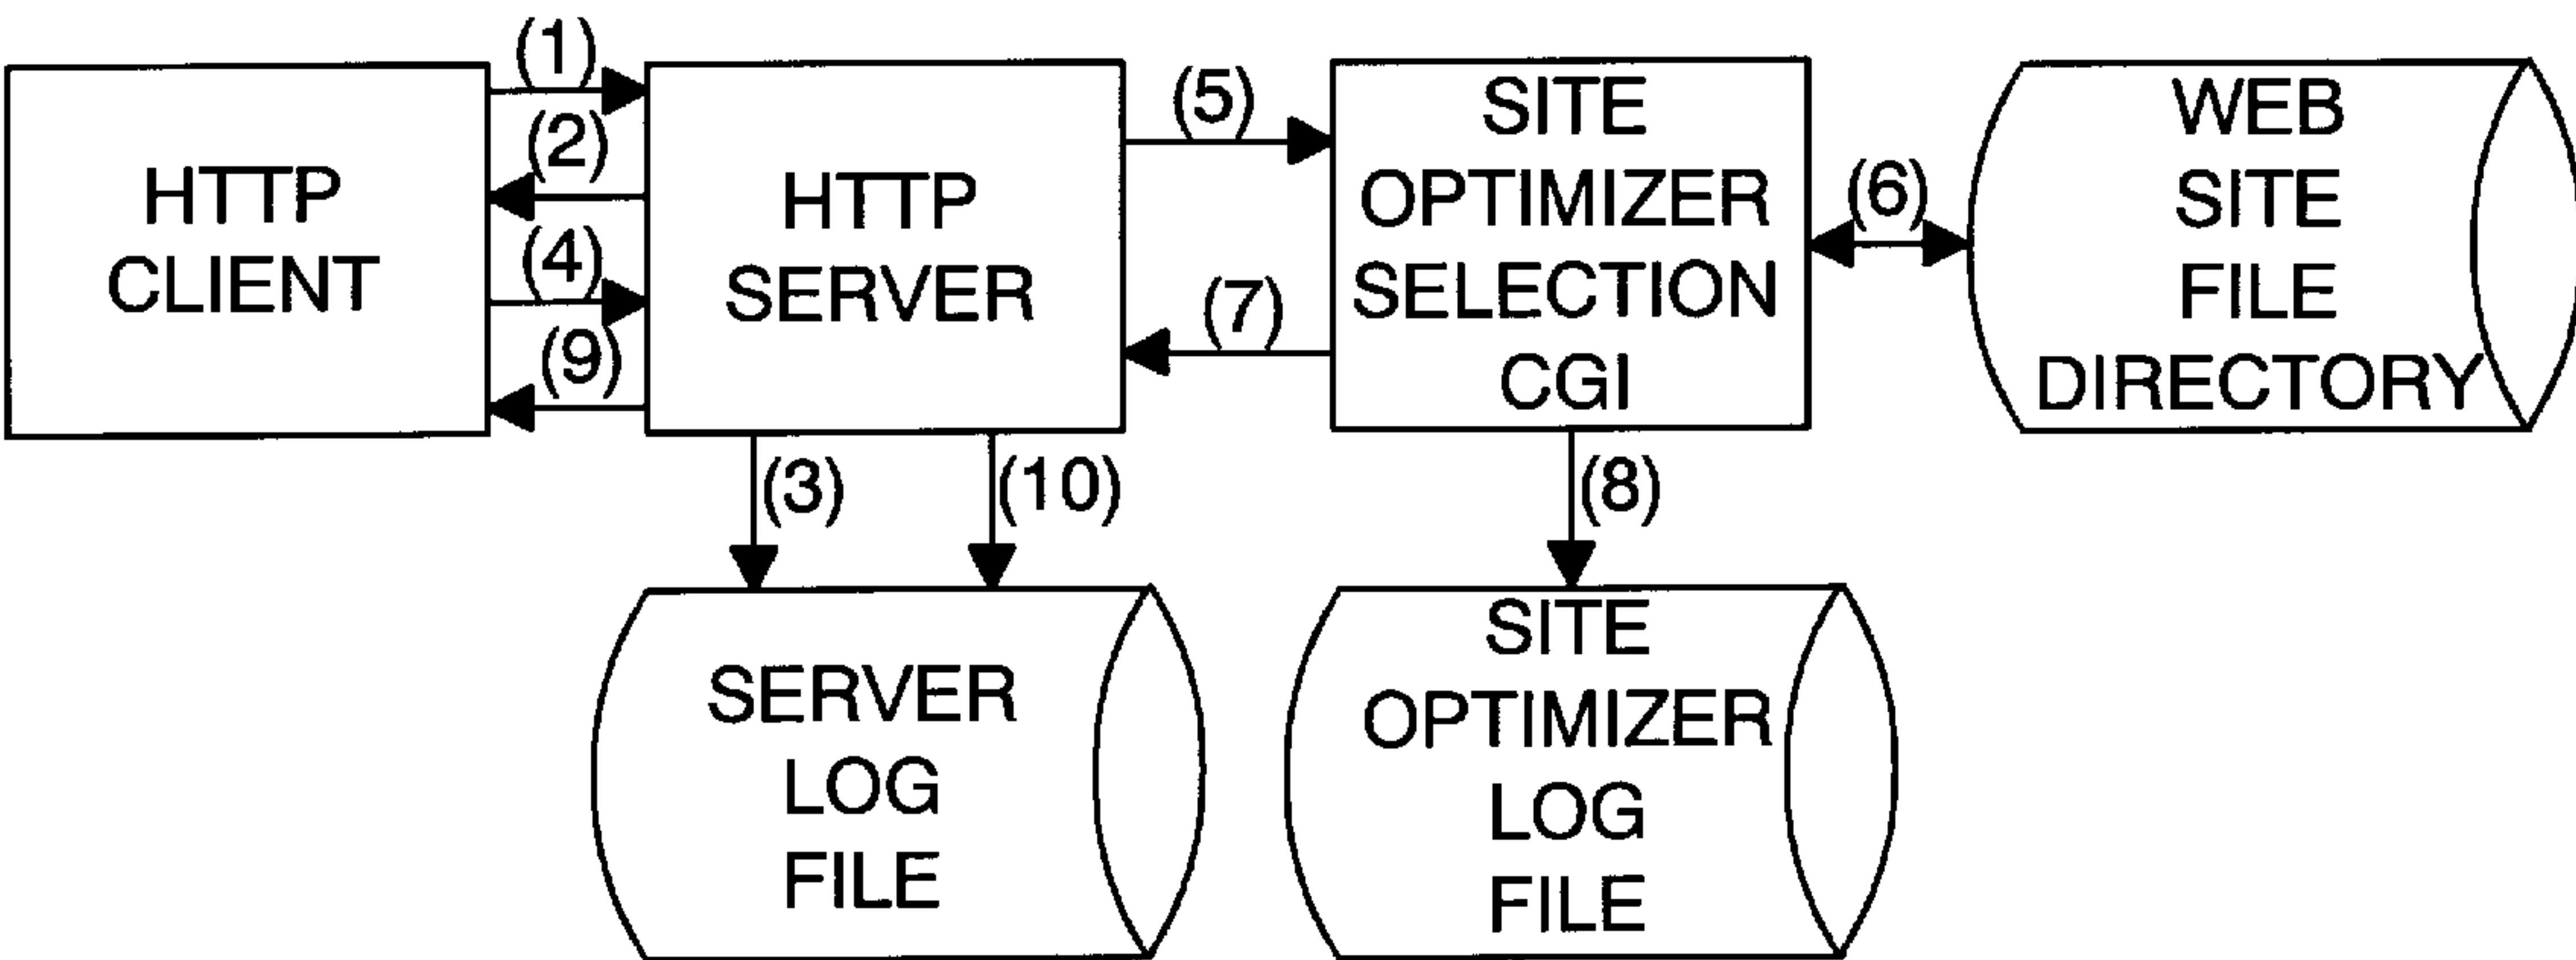 (1)
(2)
(4)
(9)
HTTP
CLIENT
HTTP
SERVER
(5)
(7)
SITE
OPTIMIZER
SELECTION
CGI
(6)
WEB
SITE
FILE
DIRECTORY
(3)
(10)
(8)
SERVER
LOG
FILE
SITE
OPTIMIZER
LOG
FILE